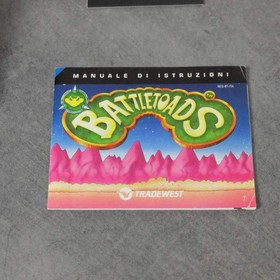 MANUALE DI ISTRUZIONI
BATTLETOADS
TRADEWEST